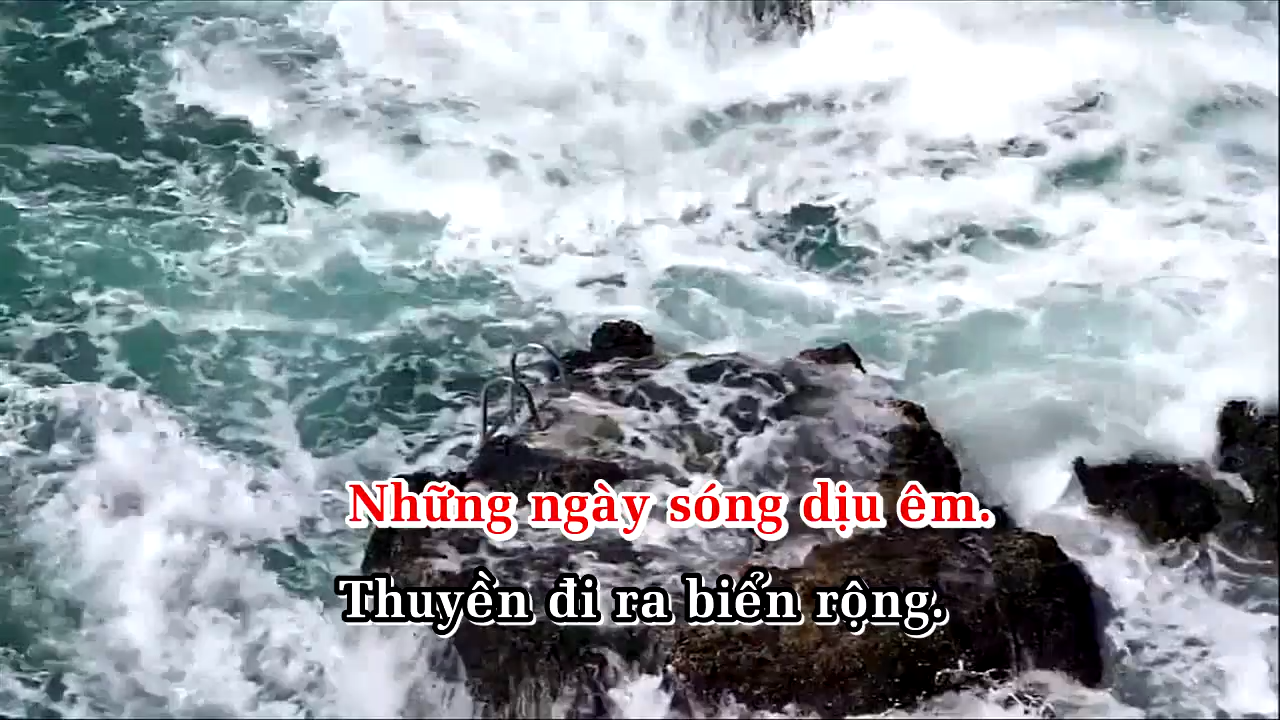 Những ngày sóng dịu êm.
Thuyền đi ra biển rộng.